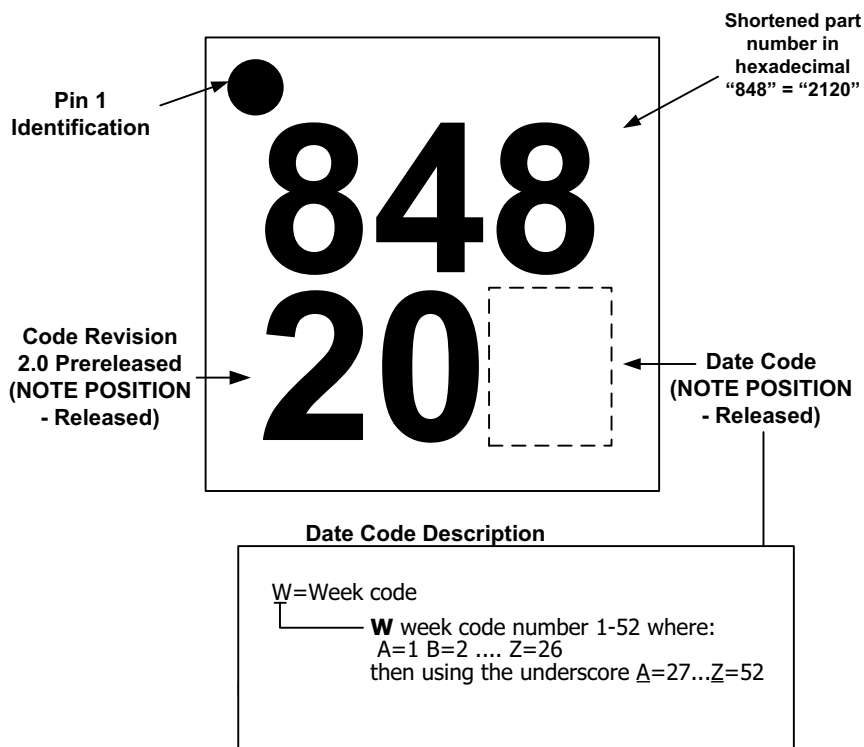 Shortened part
number in
hexadecimal
“848” = “2120”
Pin 1
Identification
848
20
Code Revision
2.0 Prereleased
(NOTE POSITION
- Released)
Date Code
(NOTE POSITION
- Released)
Date Code Description
W=Week code
W week code number 1-52 where:
A=1 B=2 .... Z=26
then using the underscore A=27...Z=52